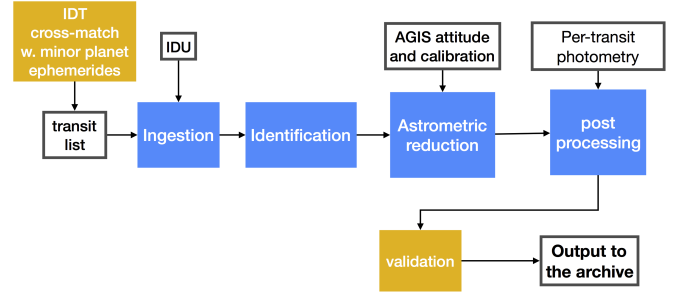 IDT
cross-match
w. minor planet
ephemerides
IDU
AGIS attitude
and calibration
Per-transit
photometry
transit
list
Ingestion
Identification
Astrometric
reduction
post
processing
validation
Output to
the archive